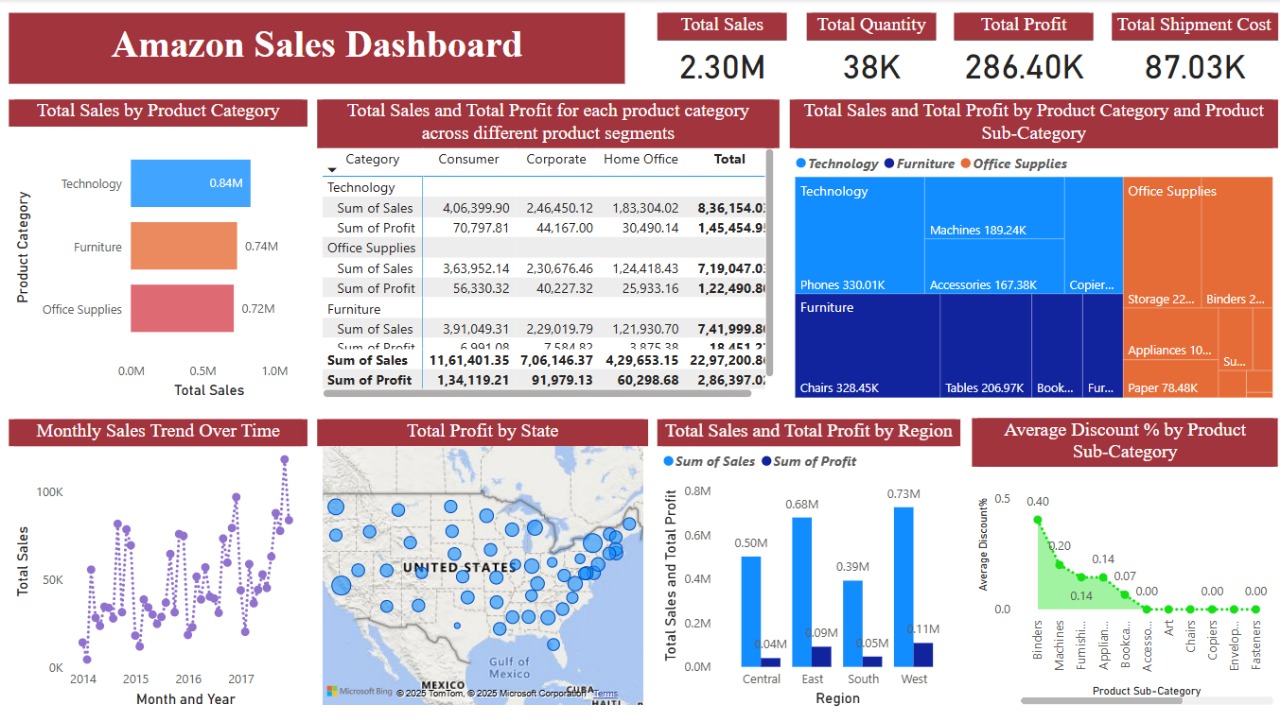 Amazon Sales Dashboard
Total Sales
2.30M
Total Quantity
38K
Total Profit
286.40K
Total Shipment Cost
87.03K
Total Sales by Product Category
Product Category
Technology
0.84M
Furniture
0.74M
Office Supplies
0.72M
0.0M 0.5M 1.0M
Total Sales
Total Sales and Total Profit for each product category
across different product segments
Category Consumer Corporate Home Office Total
Technology
Sum of Sales 4,06,399.90 2,46,450.12 1,83,304.02 8,36,154.0
Sum of Profit 70,797.81 44,167.00 30,490.14 1,45,454.9
Office Supplies
Sum of Sales 3,63,952.14 2,30,676.46 1,24,418.43 7,19,047.0
Sum of Profit 56,330.32 40,227.32 25,933.16 1,22,490.8
Furniture
Sum of Sales 3,91,049.31 2,29,019.79 1,21,930.70 7,41,999.8
Sum of Profit 6,991.08 7,584.82 3,875.38 18,451.2
Sum of Sales 11,61,401.35 7,06,146.37 4,29,653.15 22,97,200.8
Sum of Profit 1,34,119.21 91,979.13 60,298.68 2,86,397.0
Total Sales and Total Profit by Product Category and Product
Sub-Category
Technology Furniture Office Supplies
Technology
Phones 330.01K
Machines 189.24K
Accessories 167.38K
Copier...
Furniture
Chairs 328.45K
Tables 206.97K
Book...
Fur...
Office Supplies
Storage 22...
Binders 2...
Appliances 10...
Paper 78.48K
Su...
Monthly Sales Trend Over Time
Total Sales
100K
50K
0K
2014 2015 2016 2017
Month and Year
Total Profit by State
UNITED STATES
Gulf of
Mexico
MEXICO
CUBA
HAITI
Microsoft Bing
© 2025 TomTom, © 2025 Microsoft Corporation Terms
Total Sales and Total Profit by Region
Sum of Sales Sum of Profit
Total Sales and Total Profit
0.8M
0.6M
0.4M
0.2M
0.0M
0.50M
0.04M
0.68M
0.09M
0.39M
0.05M
0.73M
0.11M
Central East South West
Region
Average Discount % by Product
Sub-Category
Average Discount%
0.5
0.0
0.40
0.20
0.14
0.14
0.07
0.00
0.00
0.00
Binders
Machines
Furnishi...
Applian...
Bookca...
Accesso...
Art
Chairs
Copiers
Envelop...
Fasteners
Product Sub-Category